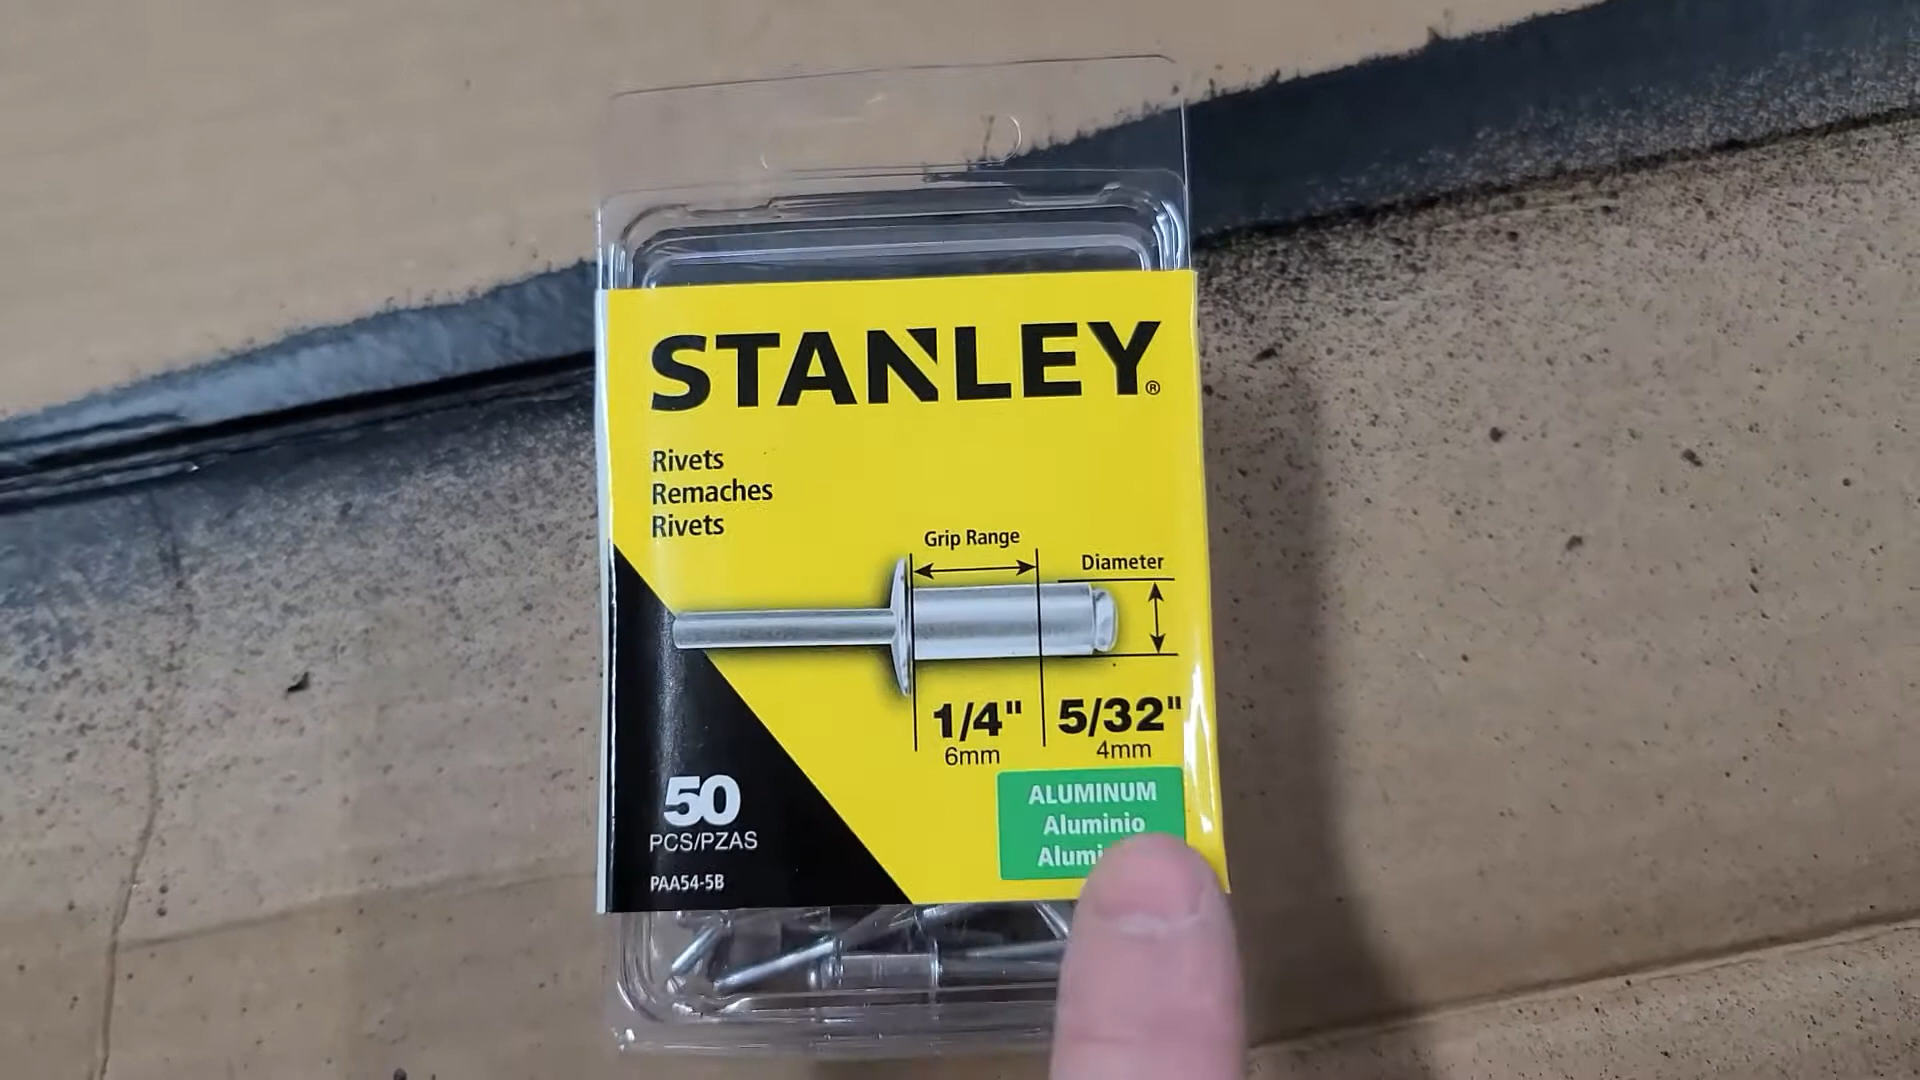 STANLEY®
Rivets
Remaches
Rivets
Grip Range
Diameter
1/4"
6mm
5/32"
4mm
ALUMINUM
Aluminio
50
PCS/PZAS
PAA54-5B